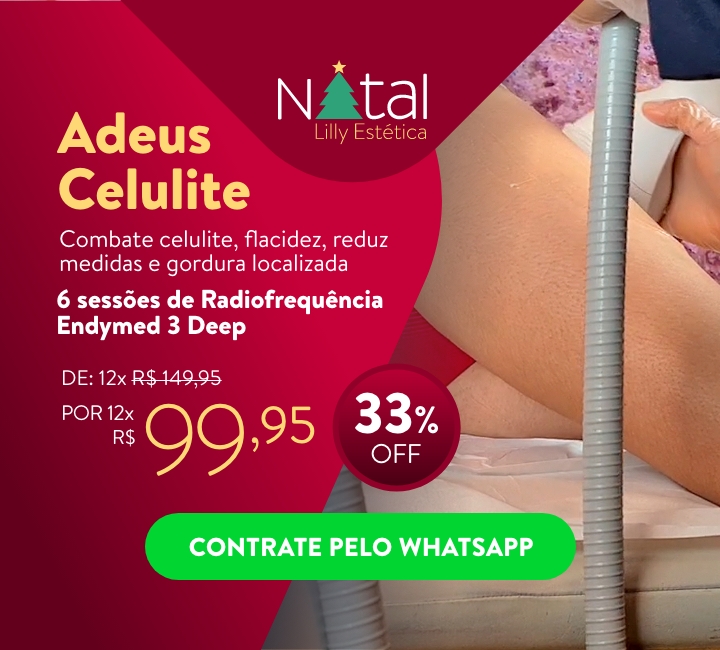 Natal
Lilly Estética
Adeus
Celulite
Combate celulite, flacidez, reduz
medidas e gordura localizada
6 sessões de Radiofrequência
Endymed 3 Deep
DE: 12x R$ 149,95
POR 12x
R$ 99,95
33%
OFF
CONTRATE PELO WHATSAPP